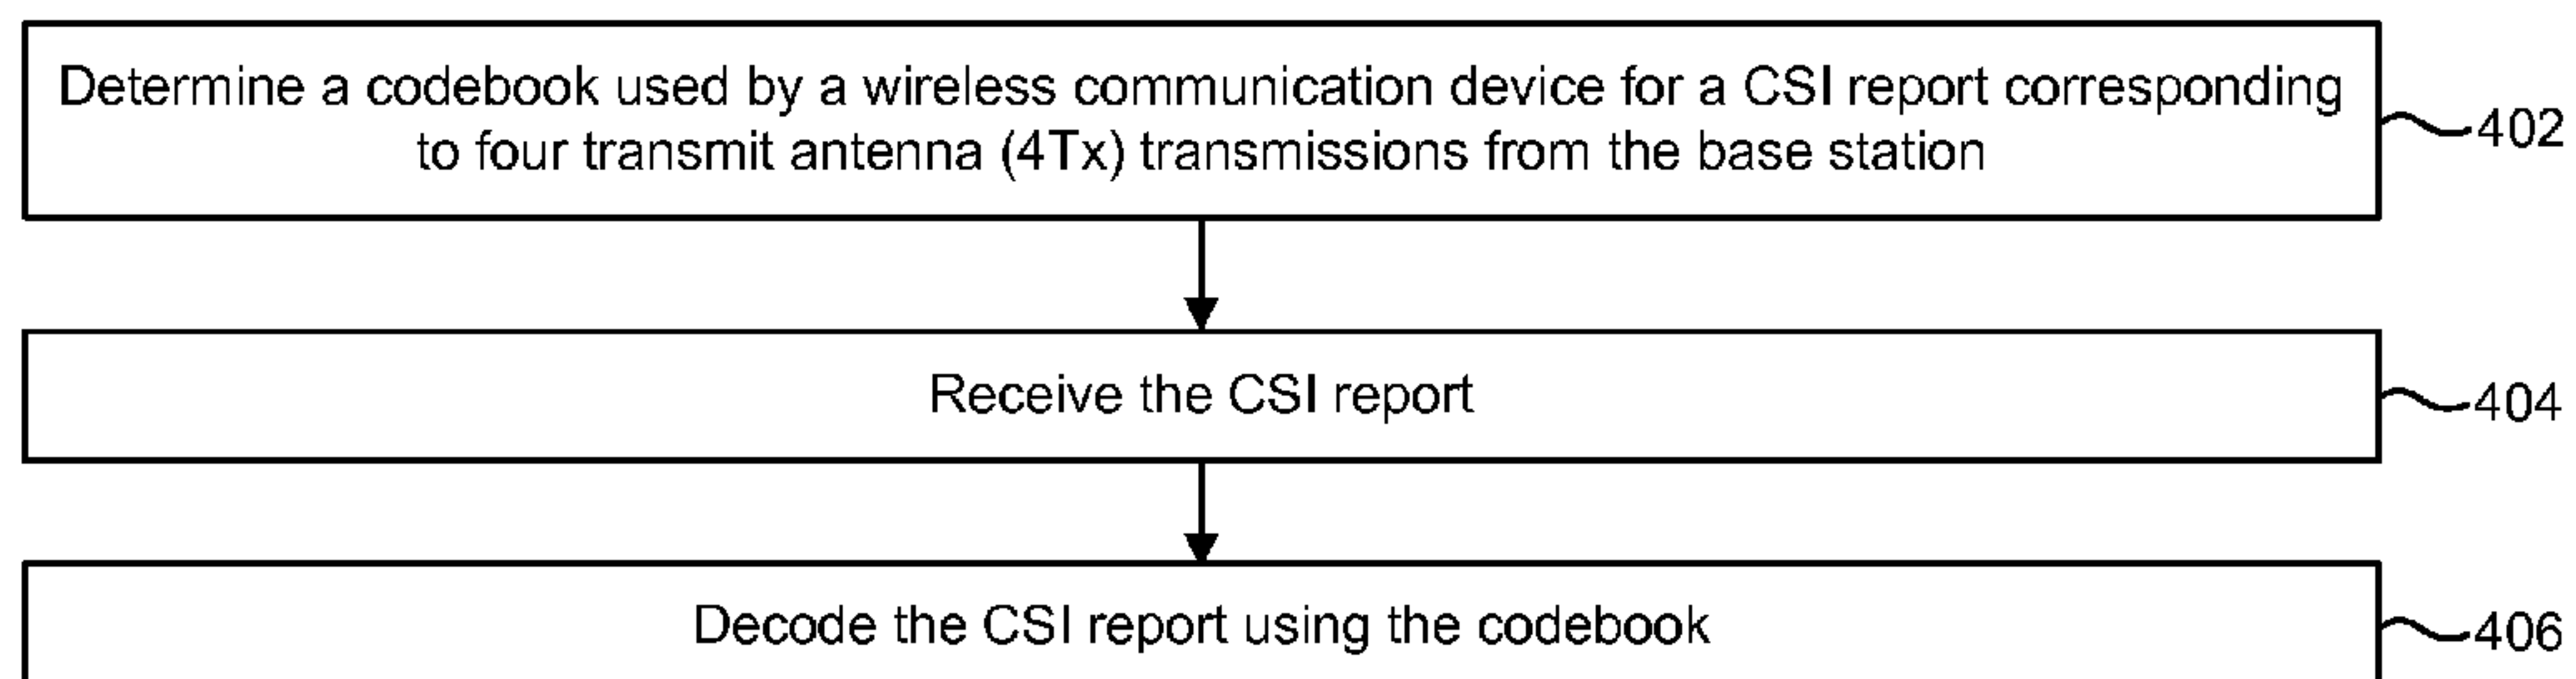 Determine a codebook used by a wireless communication device for a CSI report corresponding
to four transmit antenna (4Tx) transmissions from the base station
402
Receive the CSI report
404
Decode the CSI report using the codebook
406